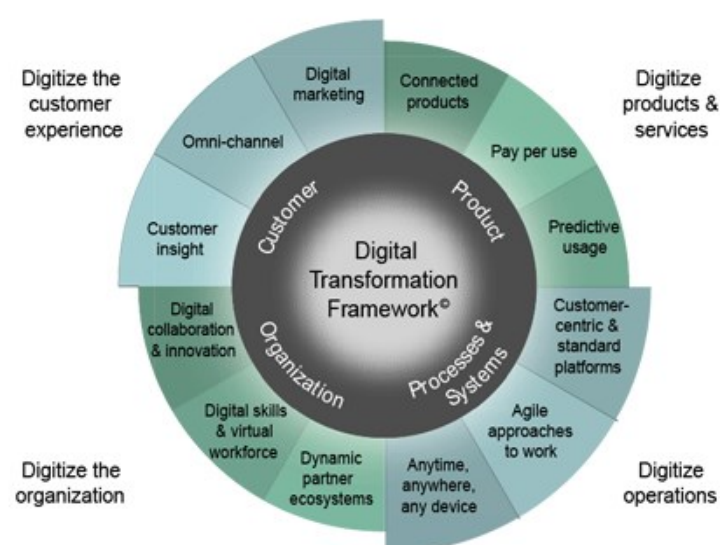 Digitize the
customer
experience
Digital
marketing
Connected
products
Digitize
products &
services
Omni-channel
Pay per use
Customer
insight
Predictive
usage
Customer
Product
Digital
Transformation
Framework©
Organization
Processes &
Systems
Digital
collaboration
& innovation
Customer-
centric &
standard
platforms
Digital skills
& virtual
workforce
Agile
approaches
to work
Dynamic
partner
ecosystems
Anytime,
anywhere,
any device
Digitize the
organization
Digitize
operations